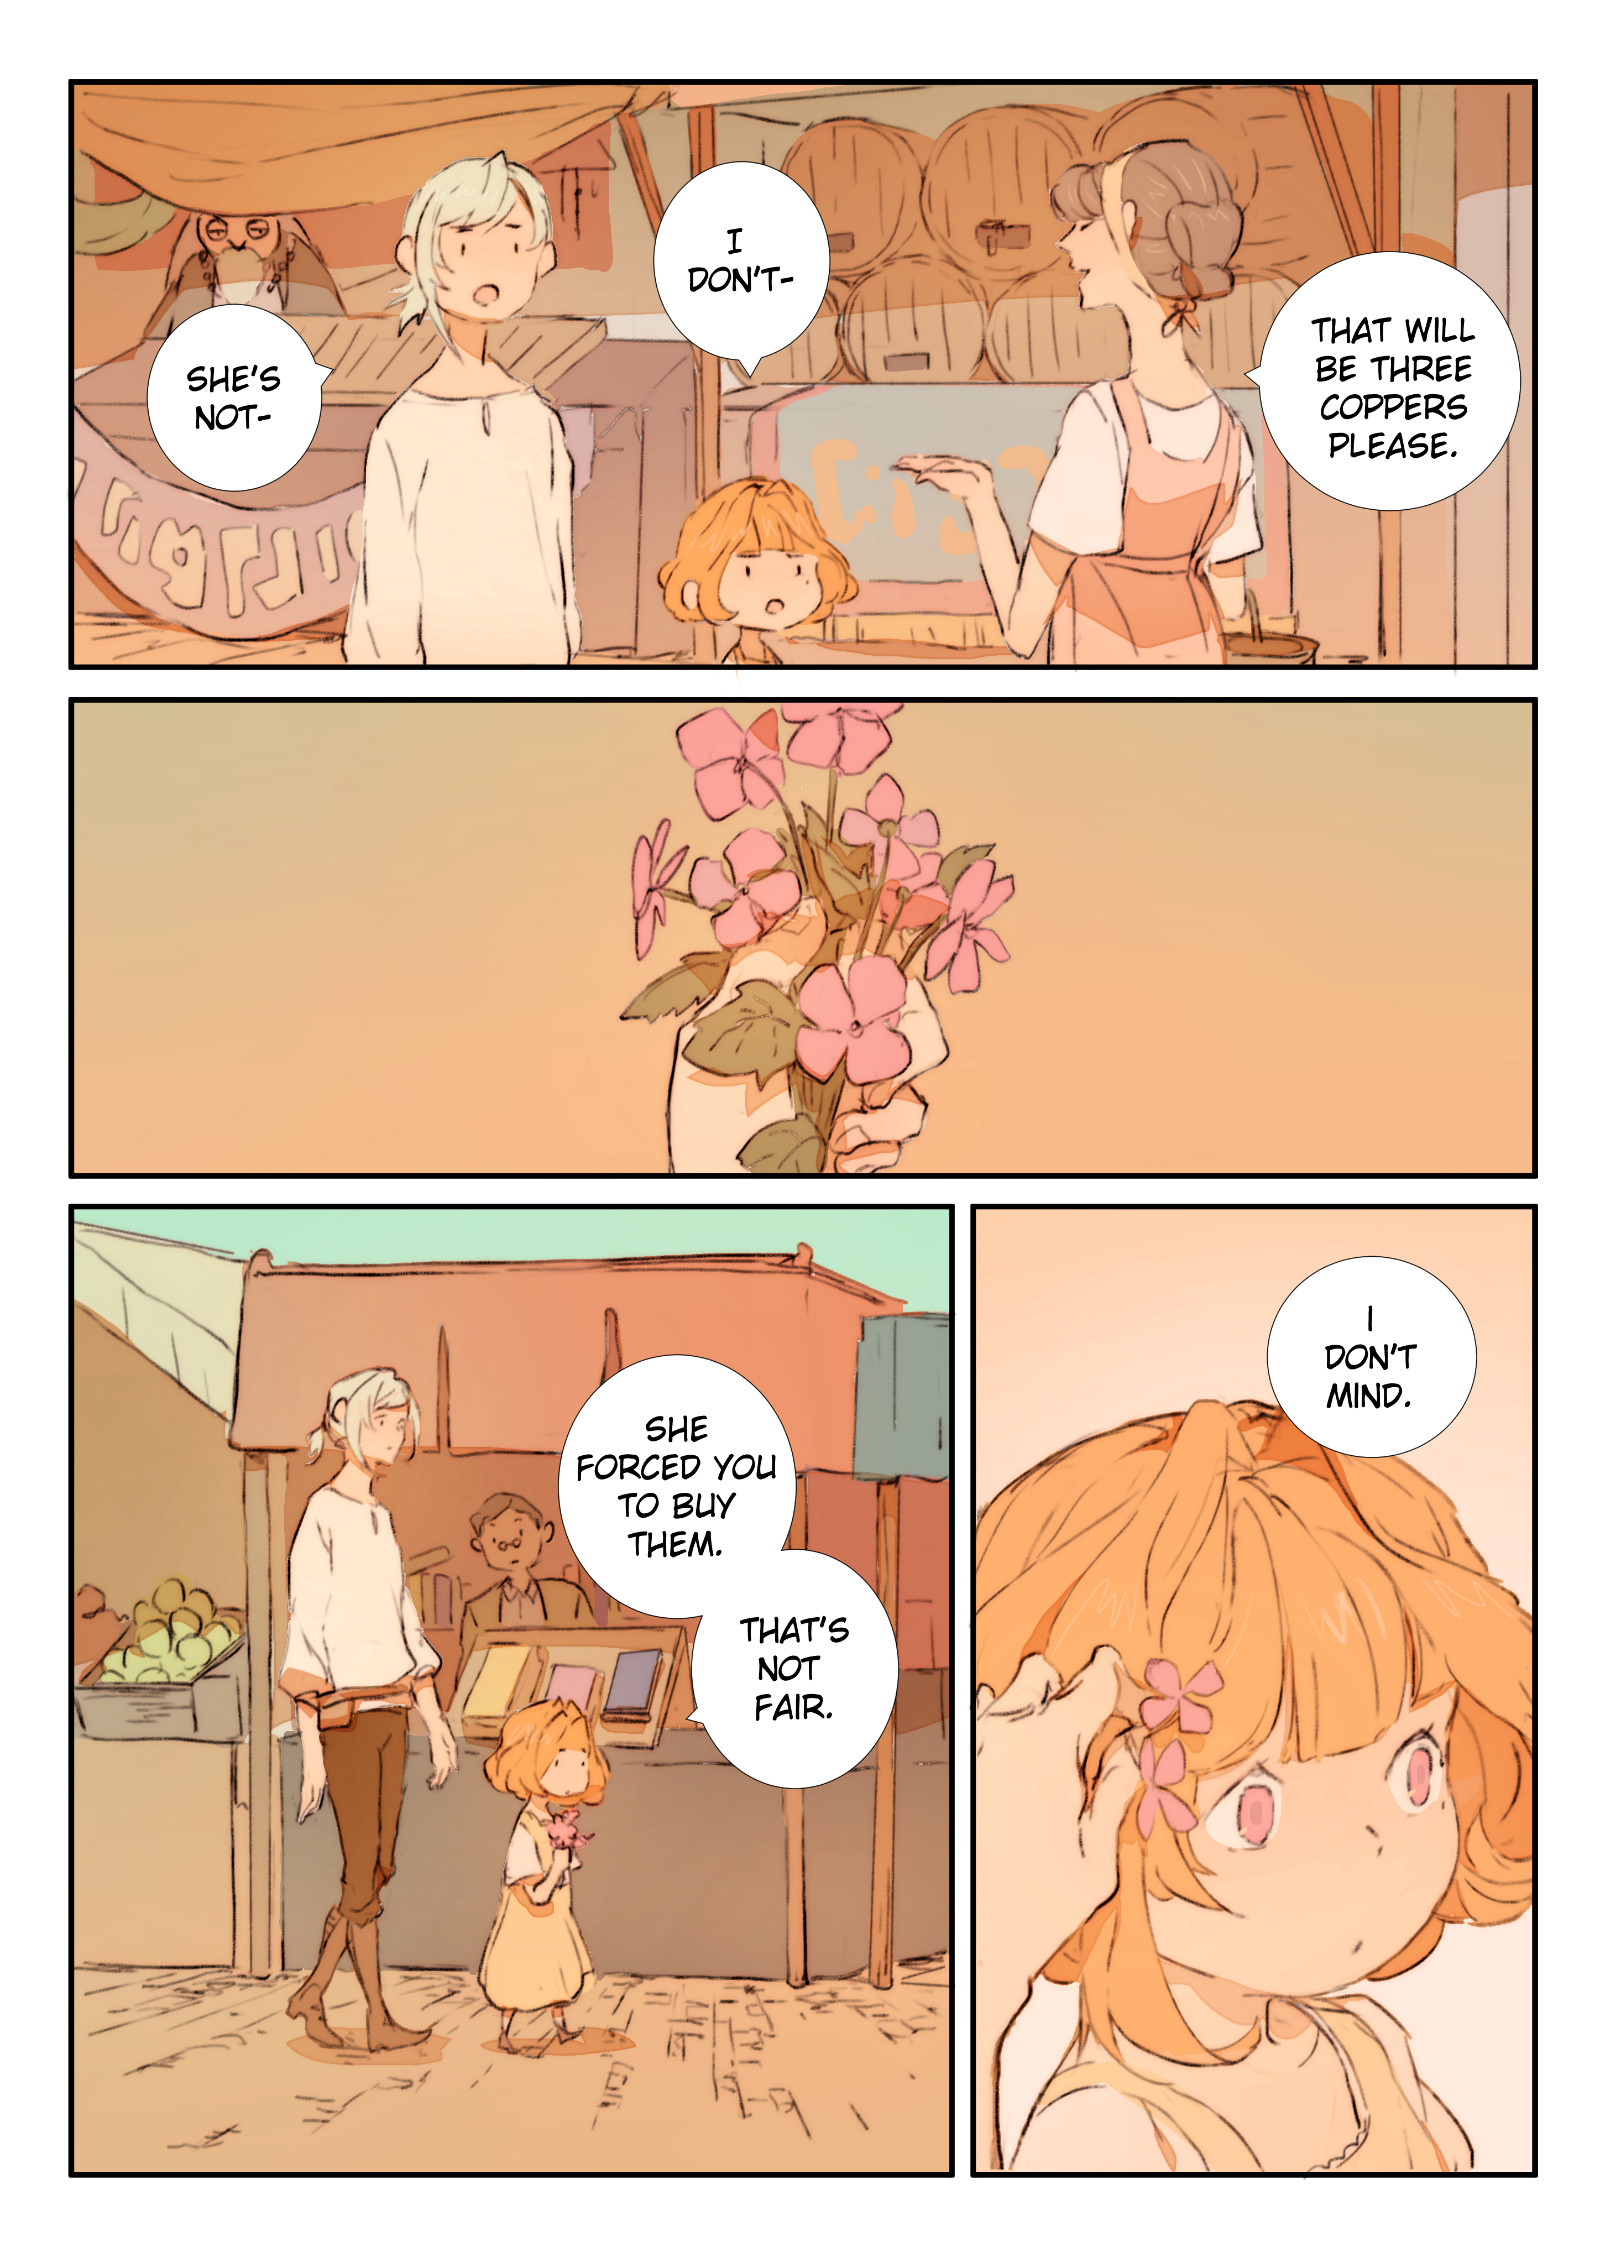 SHE'S
NOT-
I
DON'T-
THAT WILL
BE THREE
COPPERS
PLEASE.
SHE
FORCED YOU
TO BUY
THEM.
THAT'S
NOT
FAIR.
I
DON'T
MIND.